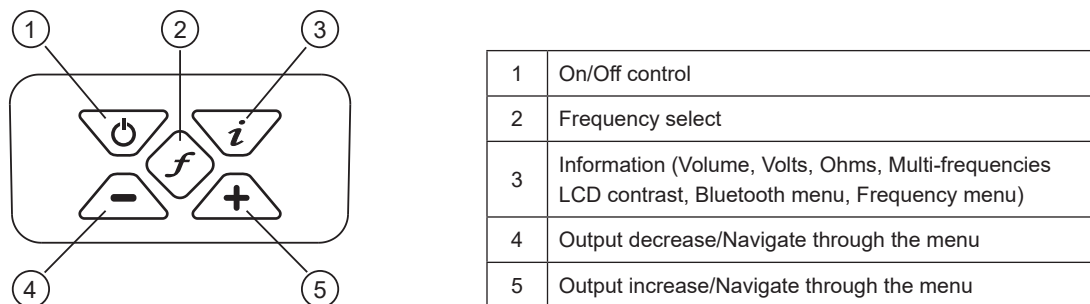 1
2
3
i
f
4
5
1 On/Off control
2 Frequency select
3 Information (Volume, Volts, Ohms, Multi-frequencies
LCD contrast, Bluetooth menu, Frequency menu)
4 Output decrease/Navigate through the menu
5 Output increase/Navigate through the menu